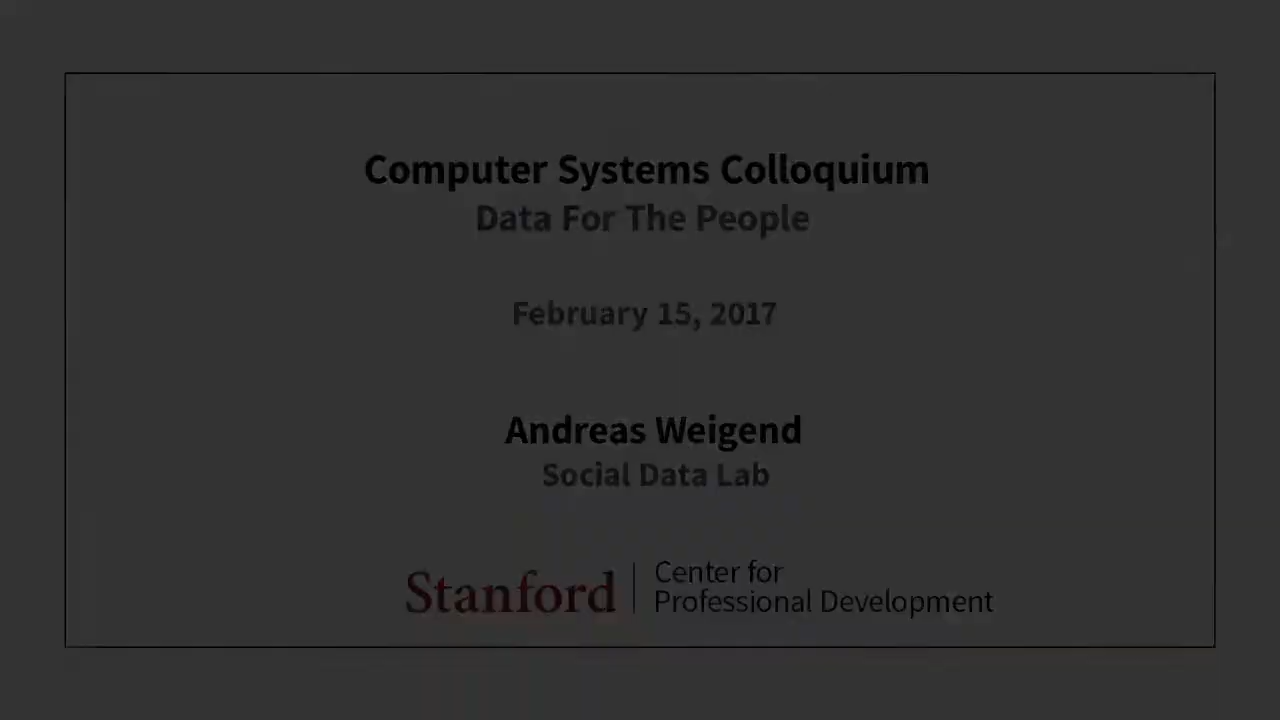 Computer Systems Colloquium
Data For The People
February 15, 2017
Andreas Weigend
Social Data Lab
Stanford
Center for
Professional Development